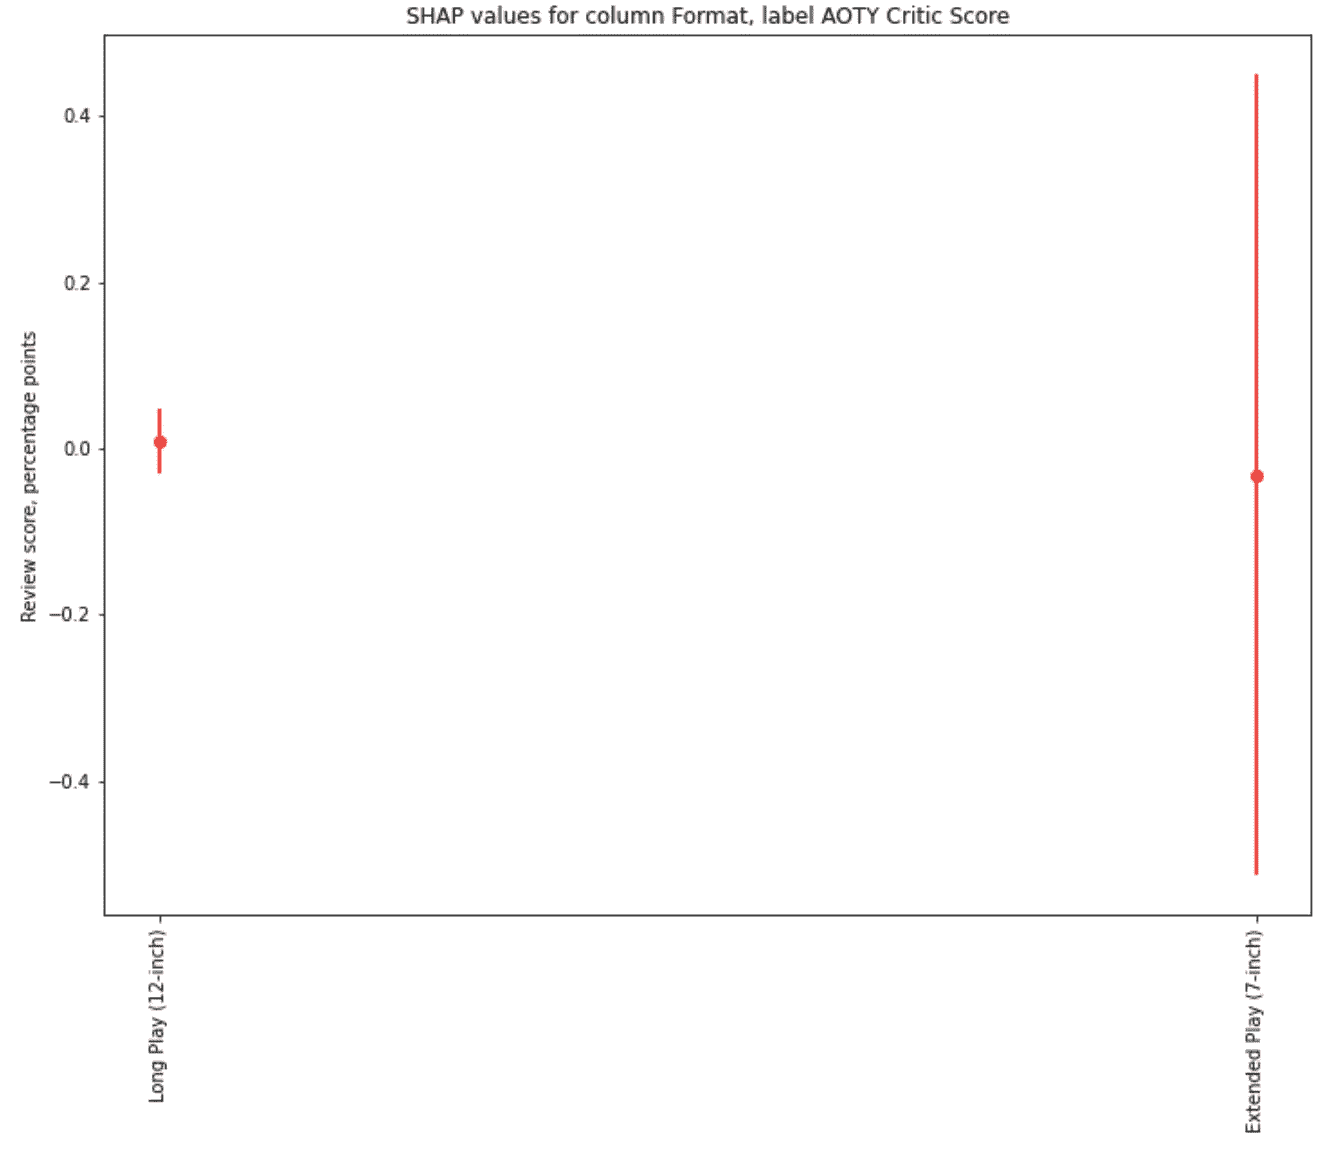 SHAP values for column Format, label AOTY Critic Score
Review score, percentage points
0.4
0.2
0.0
−0.2
−0.4
Long Play (12-inch)
Extended Play (7-inch)